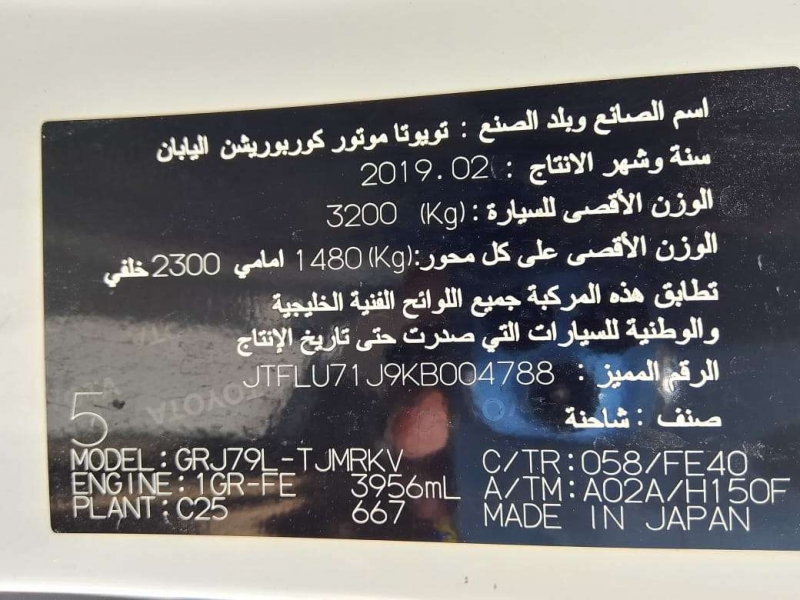 اسم الصانع وبلد الصنع : تويوتا موتور كوربوريشن اليابان
سنة وشهر الانتاج : 2019.02
الوزن الأقصى للسيارة : (Kg) 3200
الوزن الأقصى على كل محور:(Kg) 1480 امامي 2300 خلفي
تطابق هذه المركبة جميع اللوائح الفنية الخليجية
والوطنية للسيارات التي صدرت حتى تاريخ الإنتاج
الرقم المميز : JTFLU71J9KB004788
صنف : شاحنة
5
TOYOTA
MODEL:GRJ79L-TJMRKV C/TR:058/FE40
ENGINE:1GR-FE 3956mL A/TM:A02A/H150F
PLANT:C25 667 MADE IN JAPAN